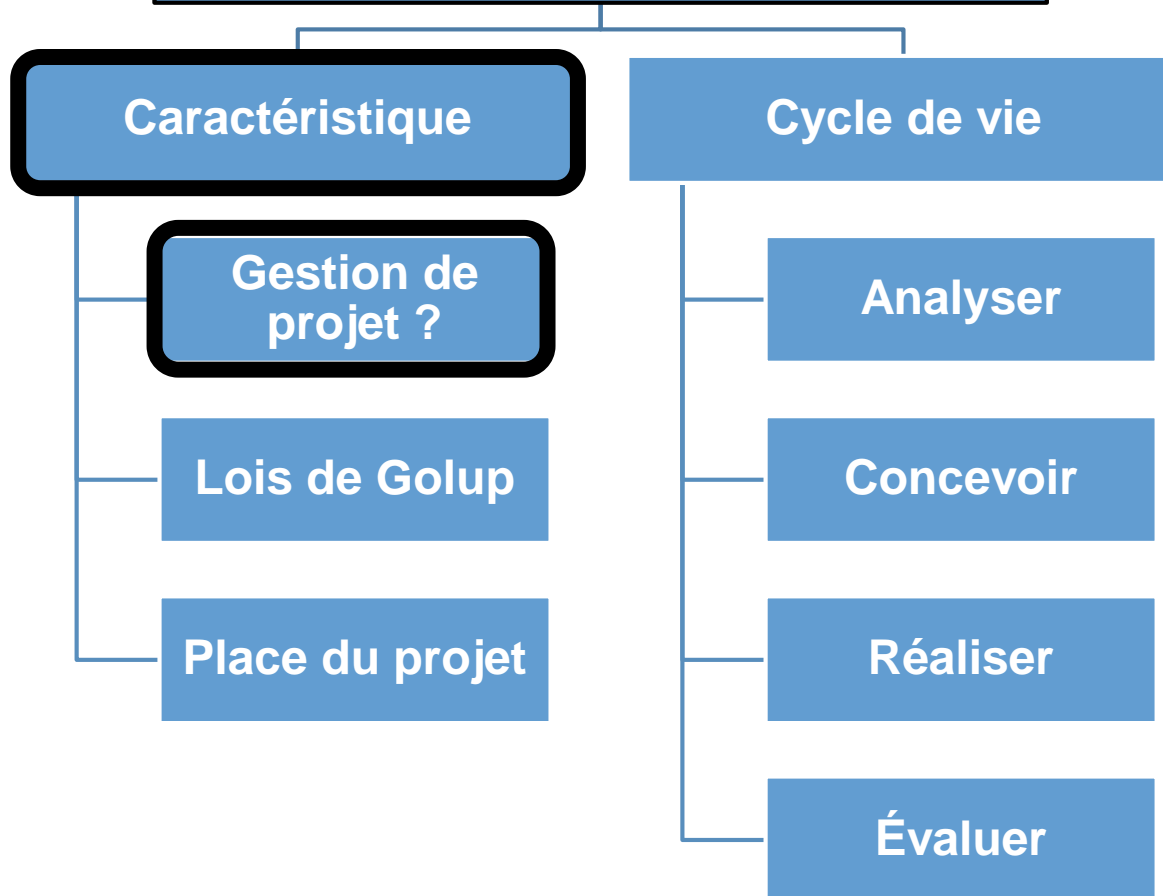 Caractéristique
Gestion de
projet ?
Lois de Golup
Place du projet
Cycle de vie
Analyser
Concevoir
Réaliser
Évaluer